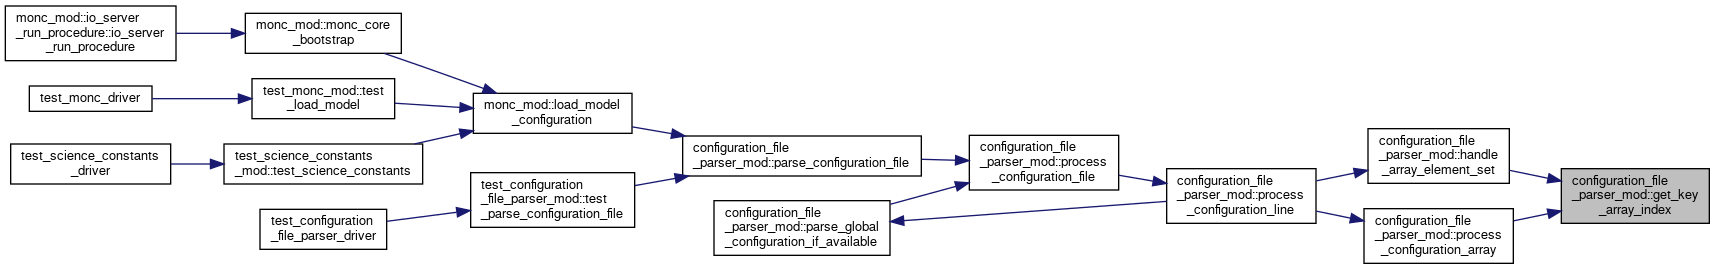 monc_mod::io_server
_run_procedure::io_server
_run_procedure
monc_mod::monc_core
_bootstrap
test_monc_driver
test_monc_mod::test
_load_model
monc_mod::load_model
_configuration
test_science_constants
_driver
test_science_constants
_mod::test_science_constants
configuration_file
_parser_mod::parse_configuration_file
configuration_file
_parser_mod::process
_configuration_file
configuration_file
_parser_mod::handle
_array_element_set
test_configuration
_file_parser_driver
test_configuration
_file_parser_mod::test
_parse_configuration_file
configuration_file
_parser_mod::parse_global
_configuration_if_available
configuration_file
_parser_mod::process
_configuration_line
configuration_file
_parser_mod::process
_configuration_array
configuration_file
_parser_mod::get_key
_array_index